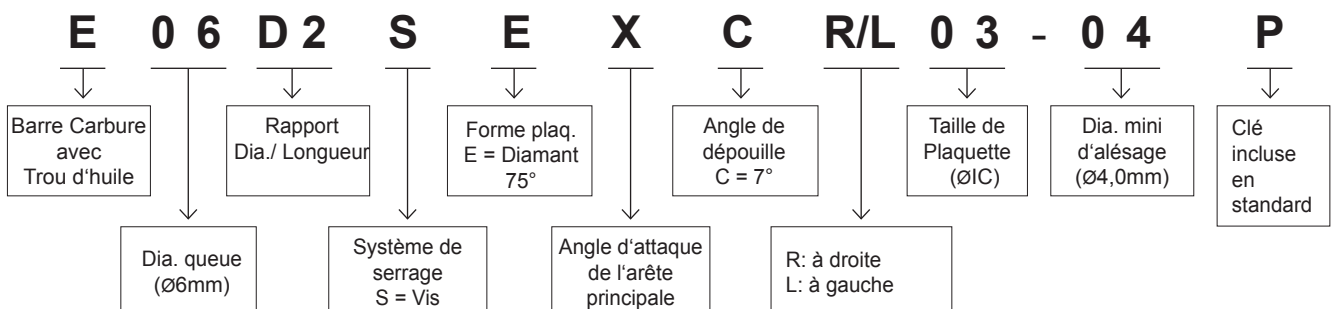 E 06 D2 S E X C R/L 03 - 04 P
Barre Carbure
avec
Trou d‘huile
Rapport
Dia./ Longueur
Forme plaq.
E = Diamant
75°
Angle de
dépouille
C = 7°
Taille de
Plaquette
(ØIC)
Dia. mini
d‘alésage
(Ø4,0mm)
Clé
incluse
en
standard
Dia. queue
(Ø6mm)
Système de
serrage
S = Vis
Angle d‘attaque
de l‘arête
principale
R: à droite
L: à gauche